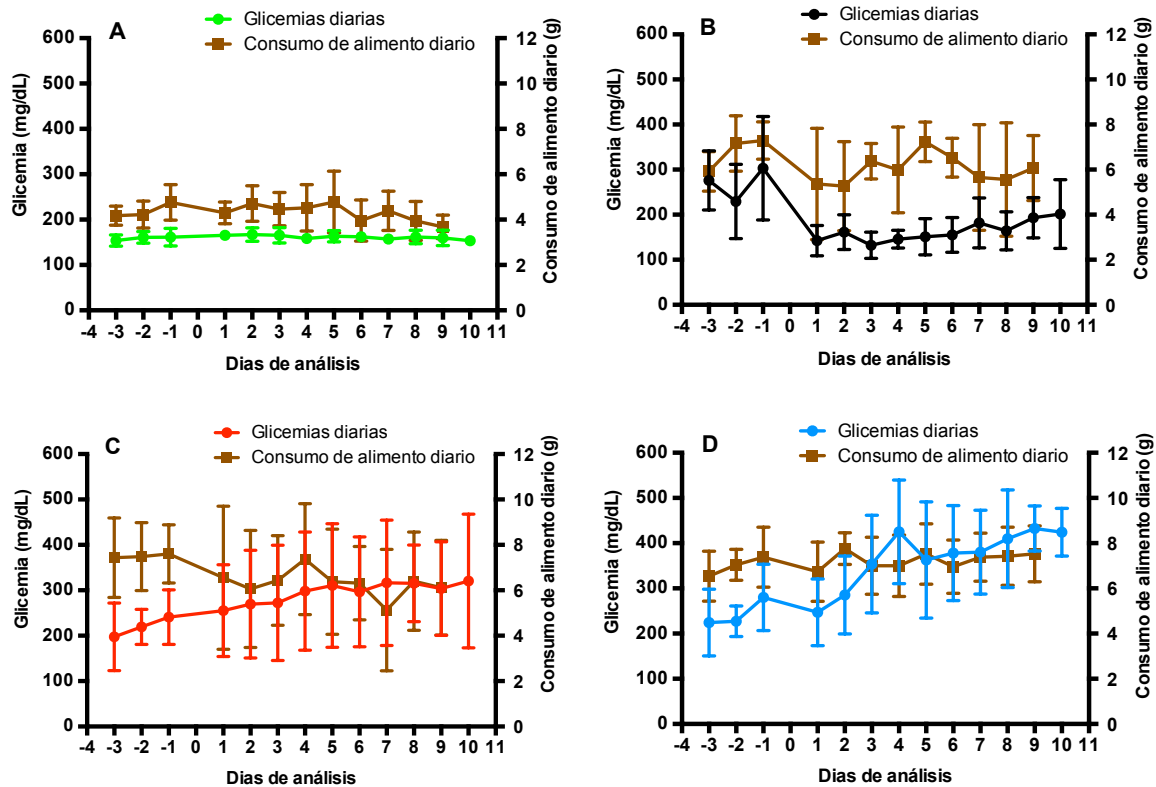 A
Glicemias diarias
Consumo de alimento diario
Glicemia (mg/dL)
600
500
400
300
200
100
0
Consumo de alimento diario (g)
12
10
8
6
4
2
0
-4 -3 -2 -1 0 1 2 3 4 5 6 7 8 9 10 11
Dias de análisis
B
Glicemias diarias
Consumo de alimento diario
Glicemia (mg/dL)
600
500
400
300
200
100
0
Consumo de alimento diario (g)
12
10
8
6
4
2
0
-4 -3 -2 -1 0 1 2 3 4 5 6 7 8 9 10 11
Dias de análisis
C
Glicemias diarias
Consumo de alimento diario
Glicemia (mg/dL)
600
500
400
300
200
100
0
Consumo de alimento diario (g)
12
10
8
6
4
2
0
-4 -3 -2 -1 0 1 2 3 4 5 6 7 8 9 10 11
Dias de análisis
D
Glicemias diarias
Consumo de alimento diario
Glicemia (mg/dL)
600
500
400
300
200
100
0
Consumo de alimento diario (g)
12
10
8
6
4
2
0
-4 -3 -2 -1 0 1 2 3 4 5 6 7 8 9 10 11
Dias de análisis